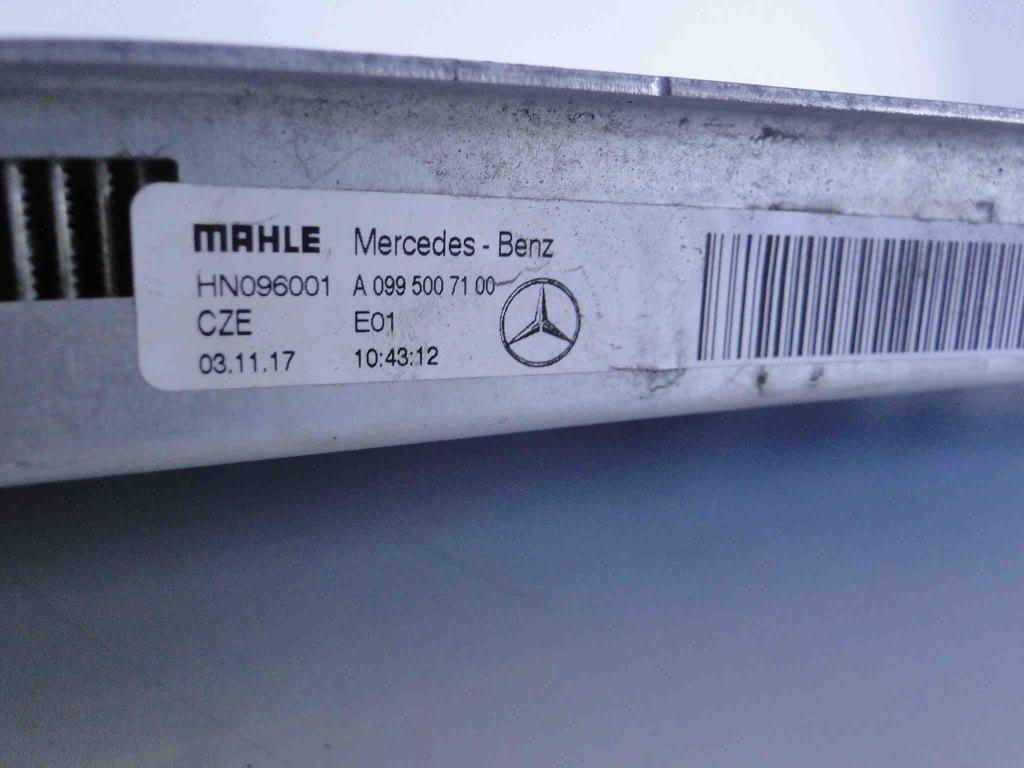 MAHLE Mercedes - Benz
HN096001 A 099 500 71 00
CZE E01
03.11.17 10:43:12